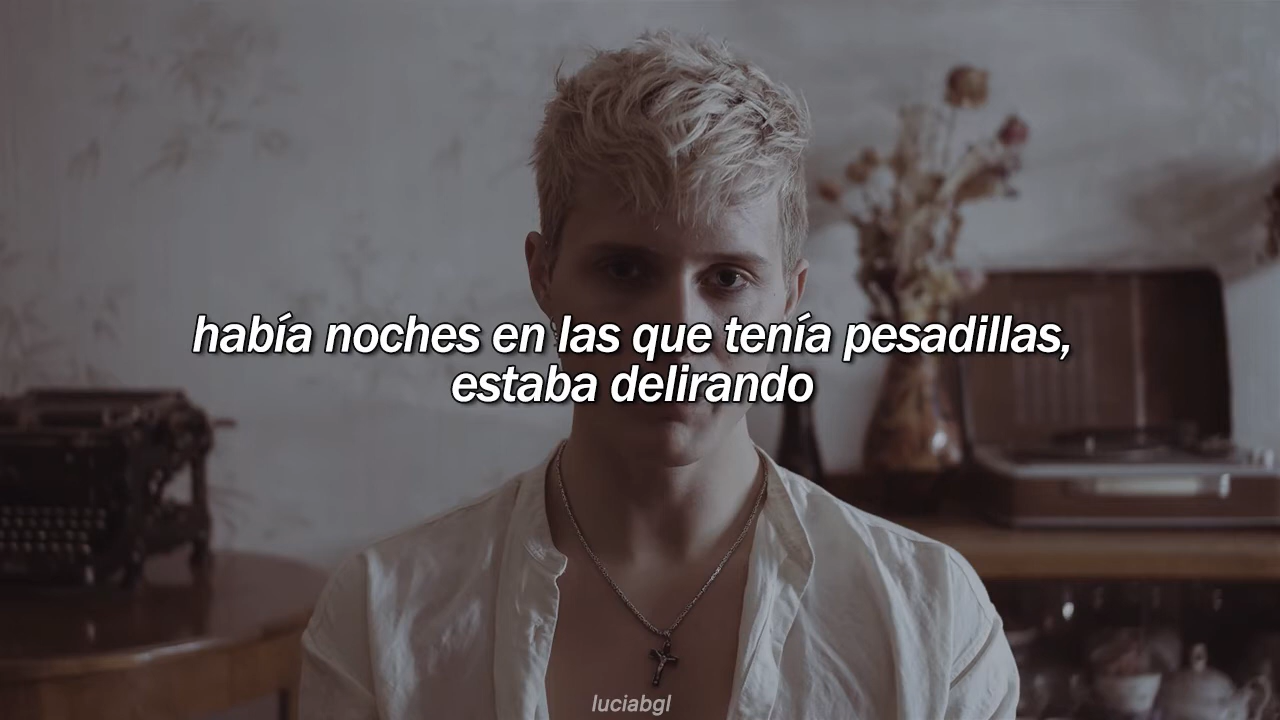 había noches en las que tenía pesadillas,
estaba delirando
luciabgl